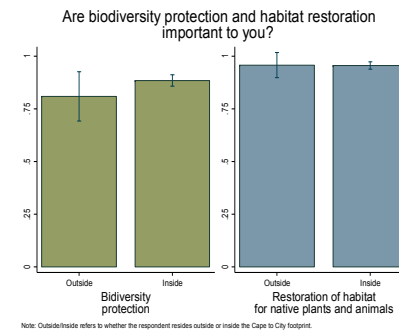 Are biodiversity protection and habitat restoration
important to you?
1
.75
.5
.25
0
Outside
Inside
Bidiversity
protection
1
.75
.5
.25
0
Outside
Inside
Restoration of habitat
for native plants and animals
Note: Outside/Inside refers to whether the respondent resides outside or inside the Cape to City footprint.